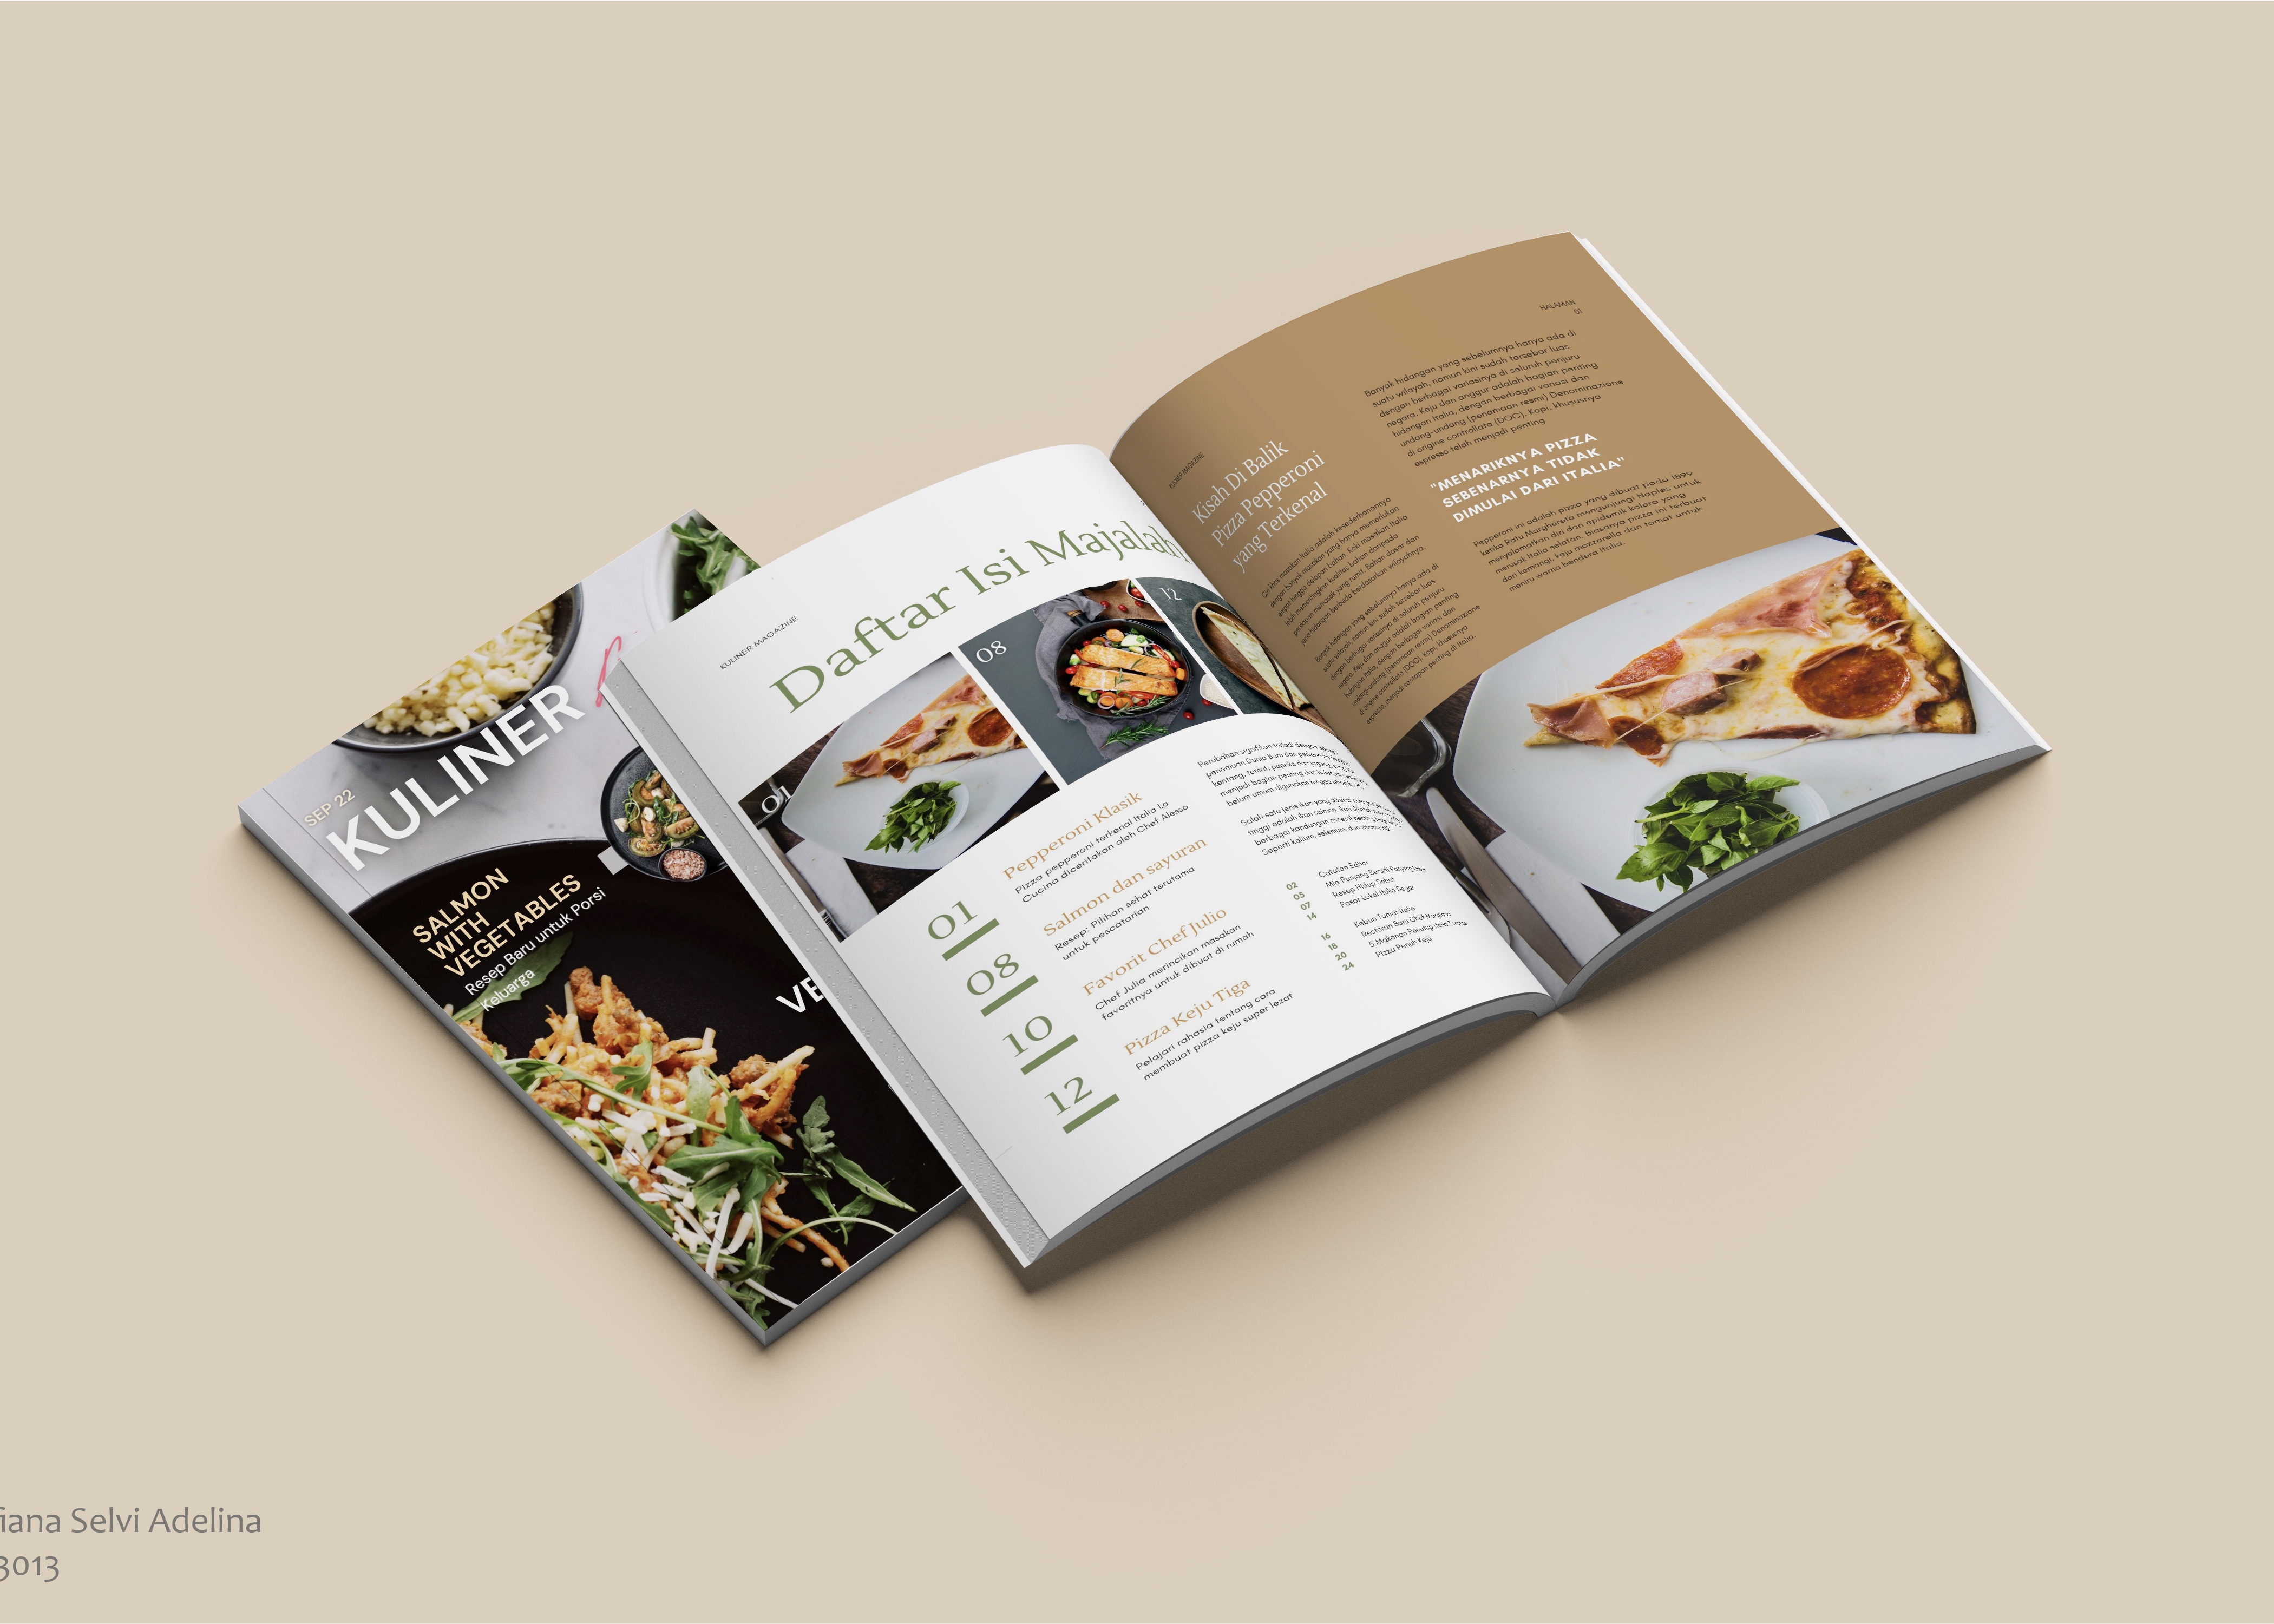 SEP 22
KULINER
SALMON
WITH
VEGETABLES
Resep Baru untuk Porsi
Keluarga
VE
KULINER MAGAZINE
Daftar Isi Majalah
01
08
12
01
Pepperoni Klasik
Pizza pepperoni terkenal Italia La
Cucina diceritakan oleh Chef Alesso
08
Salmon dan sayuran
Resep: Pilihan sehat terutama
untuk pescatarian
10
Favorit Chef Julio
Chef Julia merincikan masakan
favoritnya untuk dibuat di rumah
12
Pizza Keju Tiga
Pelajari rahasia tentang cara
membuat pizza keju super lezat
Perubahan signifikan terjadi dengan
penemuan Dunia Baru dan perkenalan
kentang, tomat, paprika dan jagung, yang
menjadi bagian penting dari hidangan
belum umum digunakan hingga abad
Salah satu jenis ikan yang dikenal
tinggi adalah ikan salmon. Ikan
berbagai kandungan mineral penting bagi
Seperti kalium, selenium, dan vitamin B12.
02 Catatan Editor
05 Mie Panjang Berarti Panjang Umur
07 Resep Hidup Sehat
14 Pasar Lokal Italia Segar
16 Kebun Tomat Italia
18 Restoran Baru Chef Margiano
20 5 Makanan Penutup Italia
24 Pizza Penuh Keju
KULINER MAGAZINE
HALAMAN
01
Kisah Di Balik
Pizza Pepperoni
yang Terkenal
Ciri khas masakan Italia adalah kesederhanannya
dengan banyak masakan yang hanya memerlukan
empat hingga delapan bahan. Koki masakan Italia
lebih mementingkan kualitas bahan daripada
persiapan memasak yang rumit. Bahan dasar dan
jenis hidangan berbeda berdasarkan wilayahnya.
Banyak hidangan yang sebelumnya hanya ada di
suatu wilayah, namun kini sudah tersebar luas
dengan berbagai variasinya di seluruh penjuru
negara. Keju dan anggur adalah bagian penting
hidangan Italia, dengan berbagai variasi dan
undang-undang (penamaan resmi) Denominazione
di origine controllata (DOC). Kopi, khususnya
espresso, menjadi santapan penting di Italia.
Banyak hidangan yang sebelumnya hanya ada di
suatu wilayah, namun kini sudah tersebar luas
dengan berbagai variasinya di seluruh penjuru
negara. Keju dan anggur adalah bagian penting
hidangan Italia, dengan berbagai variasi dan
undang-undang (penamaan resmi) Denominazione
di origine controllata (DOC). Kopi, khususnya
espresso telah menjadi penting
"MENARIKNYA PIZZA
SEBENARNYA TIDAK
DIMULAI DARI ITALIA"
Pepperoni ini adalah pizza yang dibuat pada 1899
ketika Ratu Marghereta mengunjungi Naples untuk
menyelamatkan diri dari epidemik kolera yang
merusak Italia selatan. Biasanya pizza ini terbuat
dari kemangi, keju mozzarella dan tomat untuk
meniru warna bendera Italia.
fiana Selvi Adelina
3013